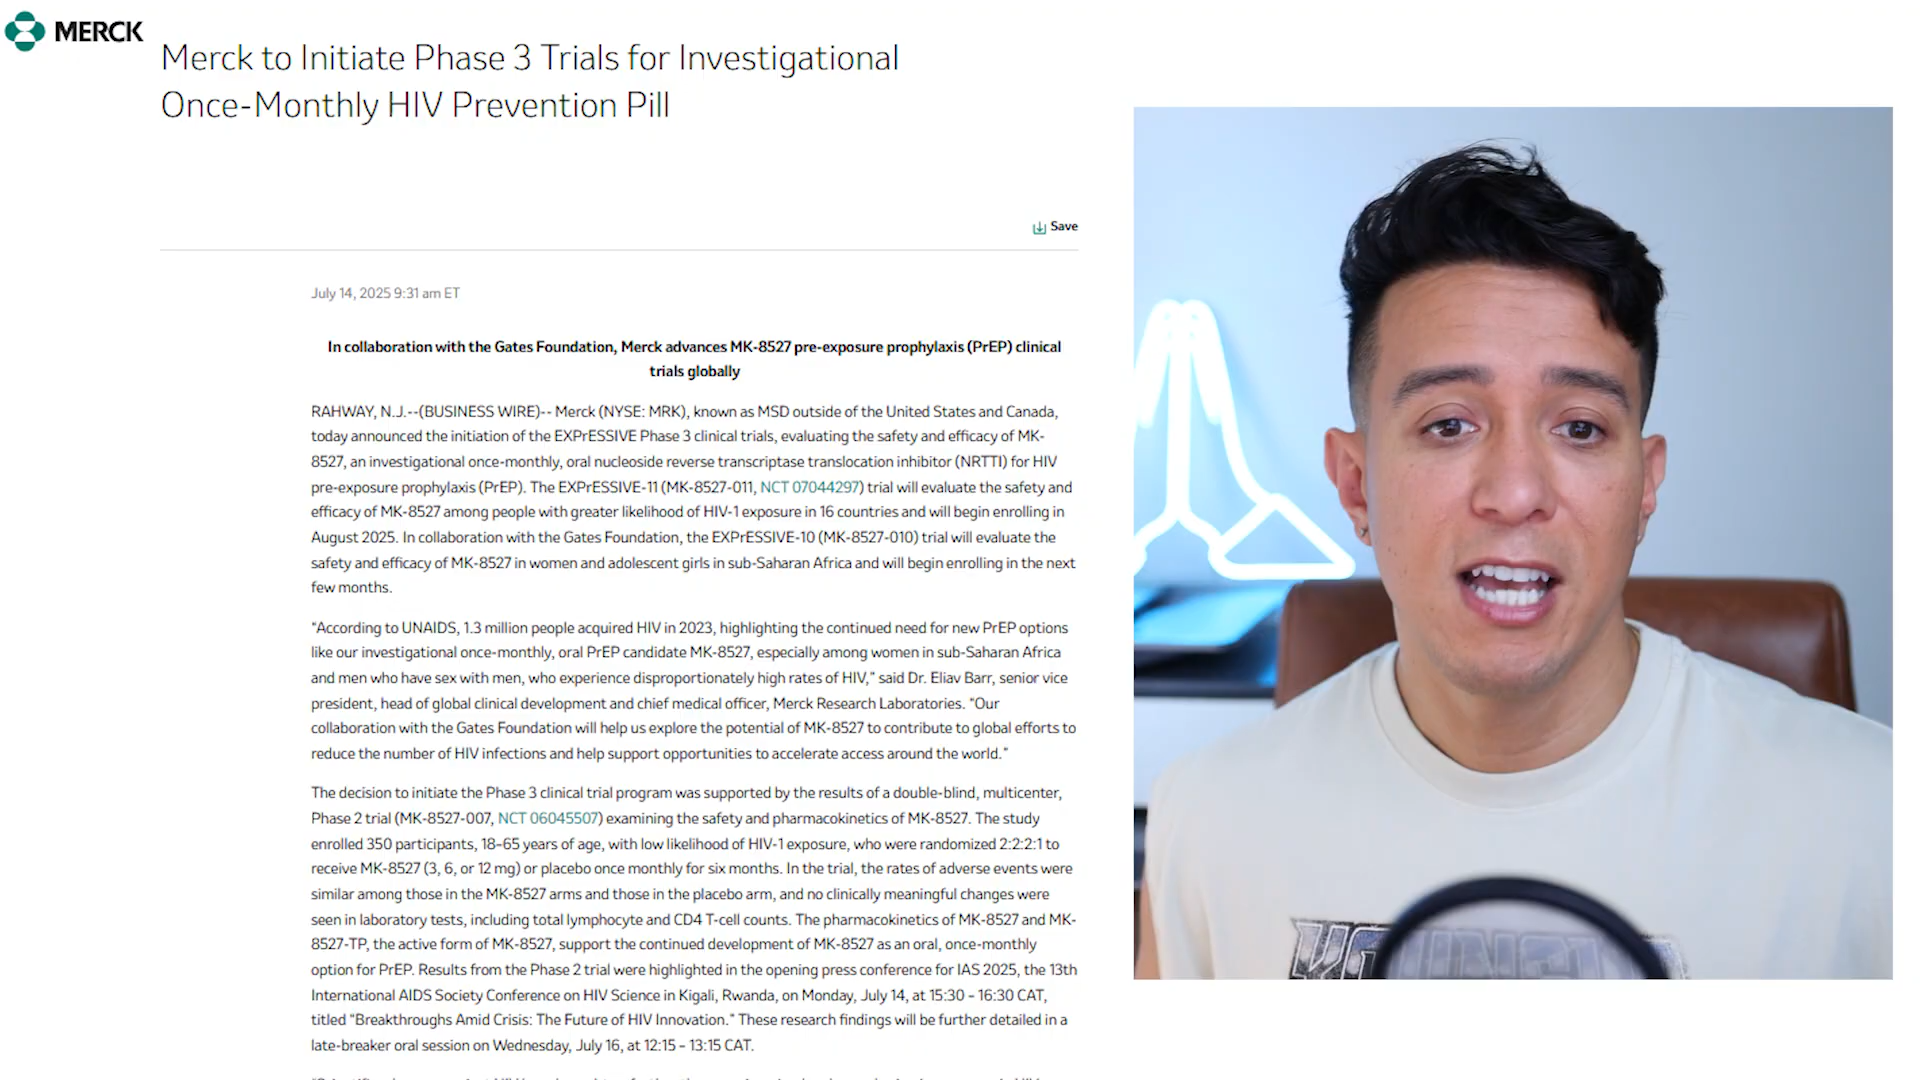 MERCK
Merck to Initiate Phase 3 Trials for Investigational
Once-Monthly HIV Prevention Pill
Save
July 14, 2025 9:31 am ET
In collaboration with the Gates Foundation, Merck advances MK-8527 pre-exposure prophylaxis (PrEP) clinical
trials globally
RAHWAY, N.J.--(BUSINESS WIRE)-- Merck (NYSE: MRK), known as MSD outside of the United States and Canada,
today announced the initiation of the EXPrESSIVE Phase 3 clinical trials, evaluating the safety and efficacy of MK-
8527, an investigational once-monthly, oral nucleoside reverse transcriptase translocation inhibitor (NRTTI) for HIV
pre-exposure prophylaxis (PrEP). The EXPrESSIVE-11 (MK-8527-011, NCT 07044297) trial will evaluate the safety and
efficacy of MK-8527 among people with greater likelihood of HIV-1 exposure in 16 countries and will begin enrolling in
August 2025. In collaboration with the Gates Foundation, the EXPrESSIVE-10 (MK-8527-010) trial will evaluate the
safety and efficacy of MK-8527 in women and adolescent girls in sub-Saharan Africa and will begin enrolling in the next
few months.
“According to UNAIDS, 1.3 million people acquired HIV in 2023, highlighting the continued need for new PrEP options
like our investigational once-monthly, oral PrEP candidate MK-8527, especially among women in sub-Saharan Africa
and men who have sex with men, who experience disproportionately high rates of HIV,” said Dr. Eliav Barr, senior vice
president, head of global clinical development and chief medical officer, Merck Research Laboratories. “Our
collaboration with the Gates Foundation will help us explore the potential of MK-8527 to contribute to global efforts to
reduce the number of HIV infections and help support opportunities to accelerate access around the world.”
The decision to initiate the Phase 3 clinical trial program was supported by the results of a double-blind, multicenter,
Phase 2 trial (MK-8527-007, NCT 06045507) examining the safety and pharmacokinetics of MK-8527. The study
enrolled 350 participants, 18–65 years of age, with low likelihood of HIV-1 exposure, who were randomized 2:2:2:1 to
receive MK-8527 (3, 6, or 12 mg) or placebo once monthly for six months. In the trial, the rates of adverse events were
similar among those in the MK-8527 arms and those in the placebo arm, and no clinically meaningful changes were
seen in laboratory tests, including total lymphocyte and CD4 T-cell counts. The pharmacokinetics of MK-8527 and MK-
8527-TP, the active form of MK-8527, support the continued development of MK-8527 as an oral, once-monthly
option for PrEP. Results from the Phase 2 trial were highlighted in the opening press conference for IAS 2025, the 13th
International AIDS Society Conference on HIV Science in Kigali, Rwanda, on Monday, July 14, at 15:30 – 16:30 CAT,
titled “Breakthroughs Amid Crisis: The Future of HIV Innovation.” These research findings will be further detailed in a
late-breaker oral session on Wednesday, July 16, at 12:15 – 13:15 CAT.